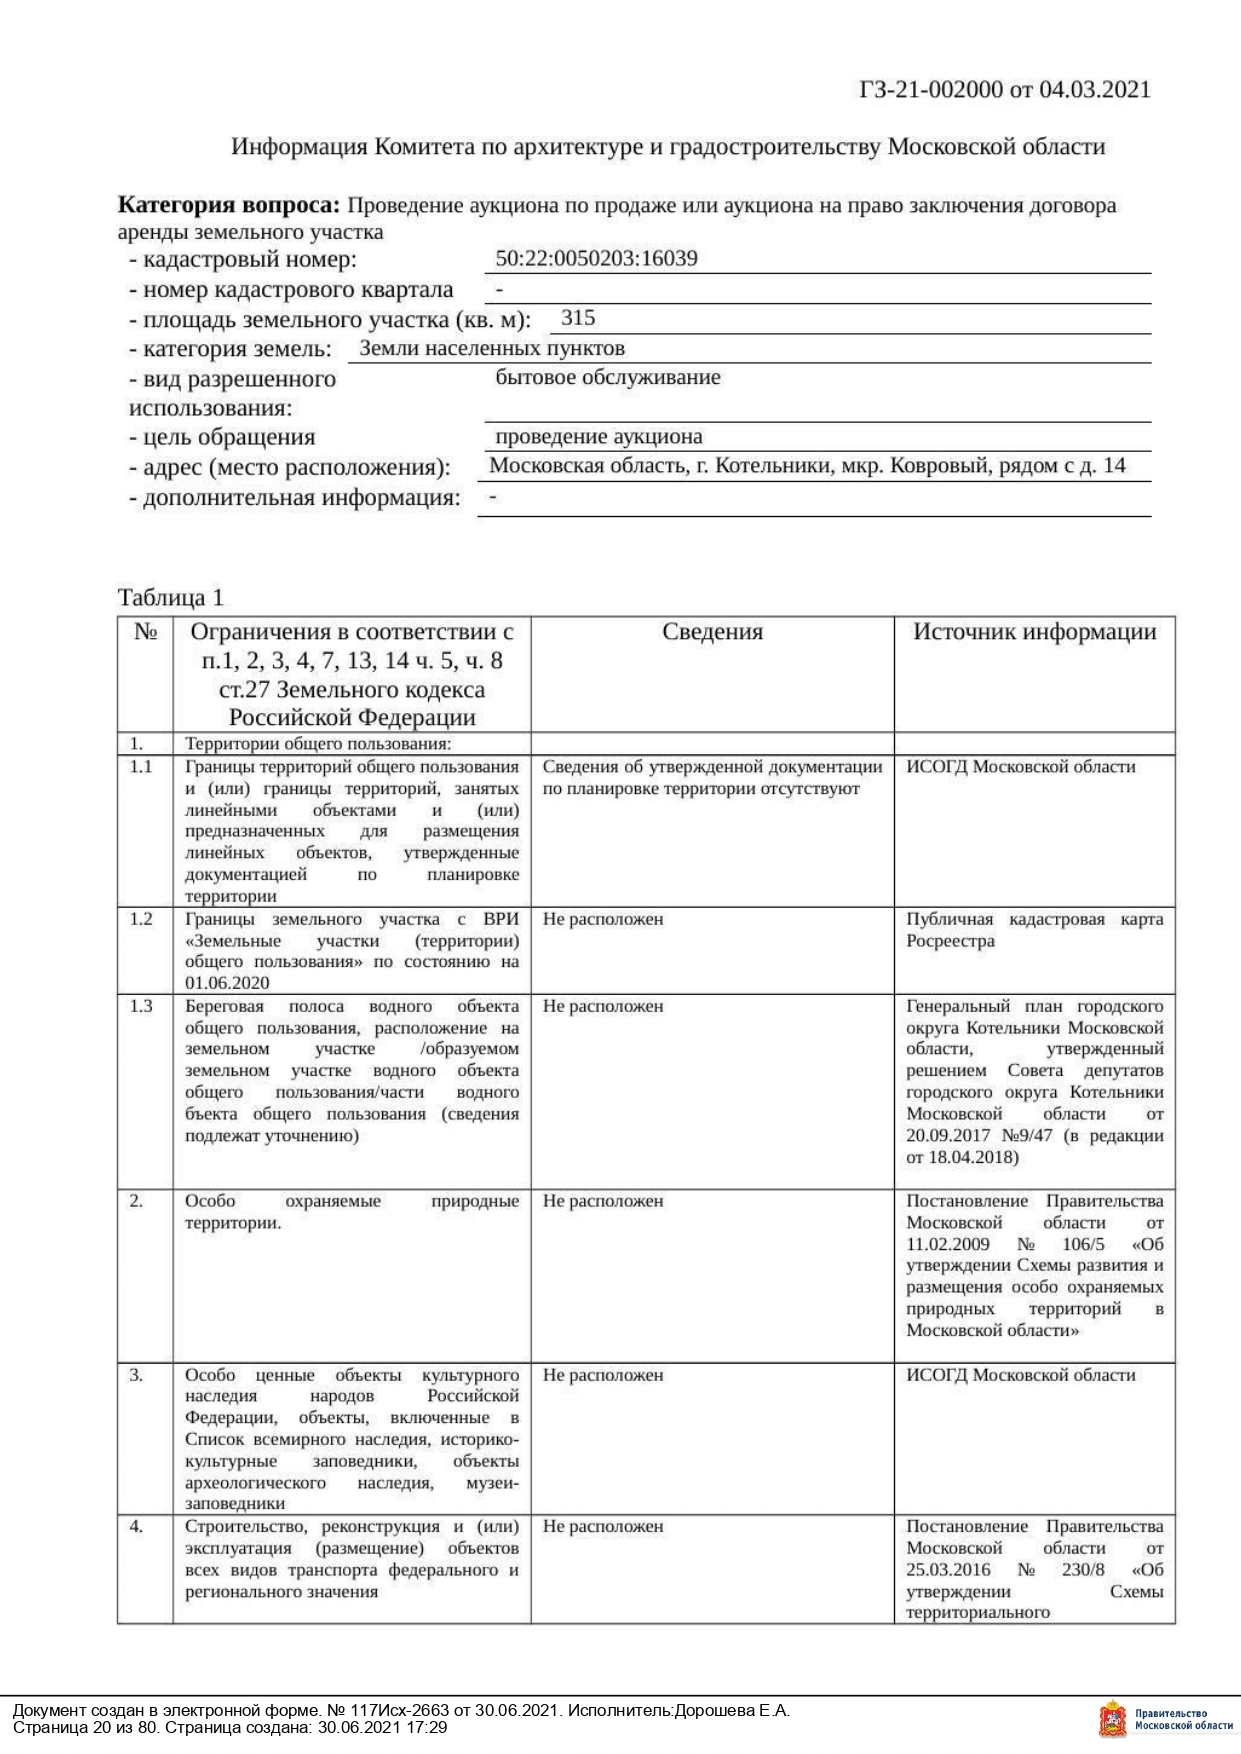 ГЗ-21-002000 от 04.03.2021
Информация Комитета по архитектуре и градостроительству Московской области
Категория вопроса: Проведение аукциона по продаже или аукциона на право заключения договора
аренды земельного участка
- кадастровый номер: 50:22:0050203:16039
- номер кадастрового квартала -
- площадь земельного участка (кв. м): 315
- категория земель: Земли населенных пунктов
- вид разрешенного бытовое обслуживание
использования:
- цель обращения проведение аукциона
- адрес (место расположения): Московская область, г. Котельники, мкр. Ковровый, рядом с д. 14
- дополнительная информация: -
Таблица 1
№
Ограничения в соответствии с
п.1, 2, 3, 4, 7, 13, 14 ч. 5, ч. 8
ст.27 Земельного кодекса
Российской Федерации
Сведения
Источник информации
1.
Территории общего пользования:
1.1
Границы территорий общего пользования
и (или) границы территорий, занятых
линейными объектами и (или)
предназначенных для размещения
линейных объектов, утвержденные
документацией по планировке
территории
Сведения об утвержденной документации
по планировке территории отсутствуют
ИСОГД Московской области
1.2
Границы земельного участка с ВРИ
«Земельные участки (территории)
общего пользования» по состоянию на
01.06.2020
Не расположен
Публичная кадастровая карта
Росреестра
1.3
Береговая полоса водного объекта
общего пользования, расположение на
земельном участке /образуемом
земельном участке водного объекта
общего пользования/части водного
бъекта общего пользования (сведения
подлежат уточнению)
Не расположен
Генеральный план городского
округа Котельники Московской
области, утвержденный
решением Совета депутатов
городского округа Котельники
Московской области от
20.09.2017 №9/47 (в редакции
от 18.04.2018)
2.
Особо охраняемые природные
территории.
Не расположен
Постановление Правительства
Московской области от
11.02.2009 № 106/5 «Об
утверждении Схемы развития и
размещения особо охраняемых
природных территорий в
Московской области»
3.
Особо ценные объекты культурного
наследия народов Российской
Федерации, объекты, включенные в
Список всемирного наследия, историко-
культурные заповедники, объекты
археологического наследия, музеи-
заповедники
Не расположен
ИСОГД Московской области
4.
Строительство, реконструкция и (или)
эксплуатация (размещение) объектов
всех видов транспорта федерального и
регионального значения
Не расположен
Постановление Правительства
Московской области от
25.03.2016 № 230/8 «Об
утверждении Схемы
территориального
Документ создан в электронной форме. № 117Исх-2663 от 30.06.2021. Исполнитель:Дорошева Е.А.
Страница 20 из 80. Страница создана: 30.06.2021 17:29
Правительство
Московской области